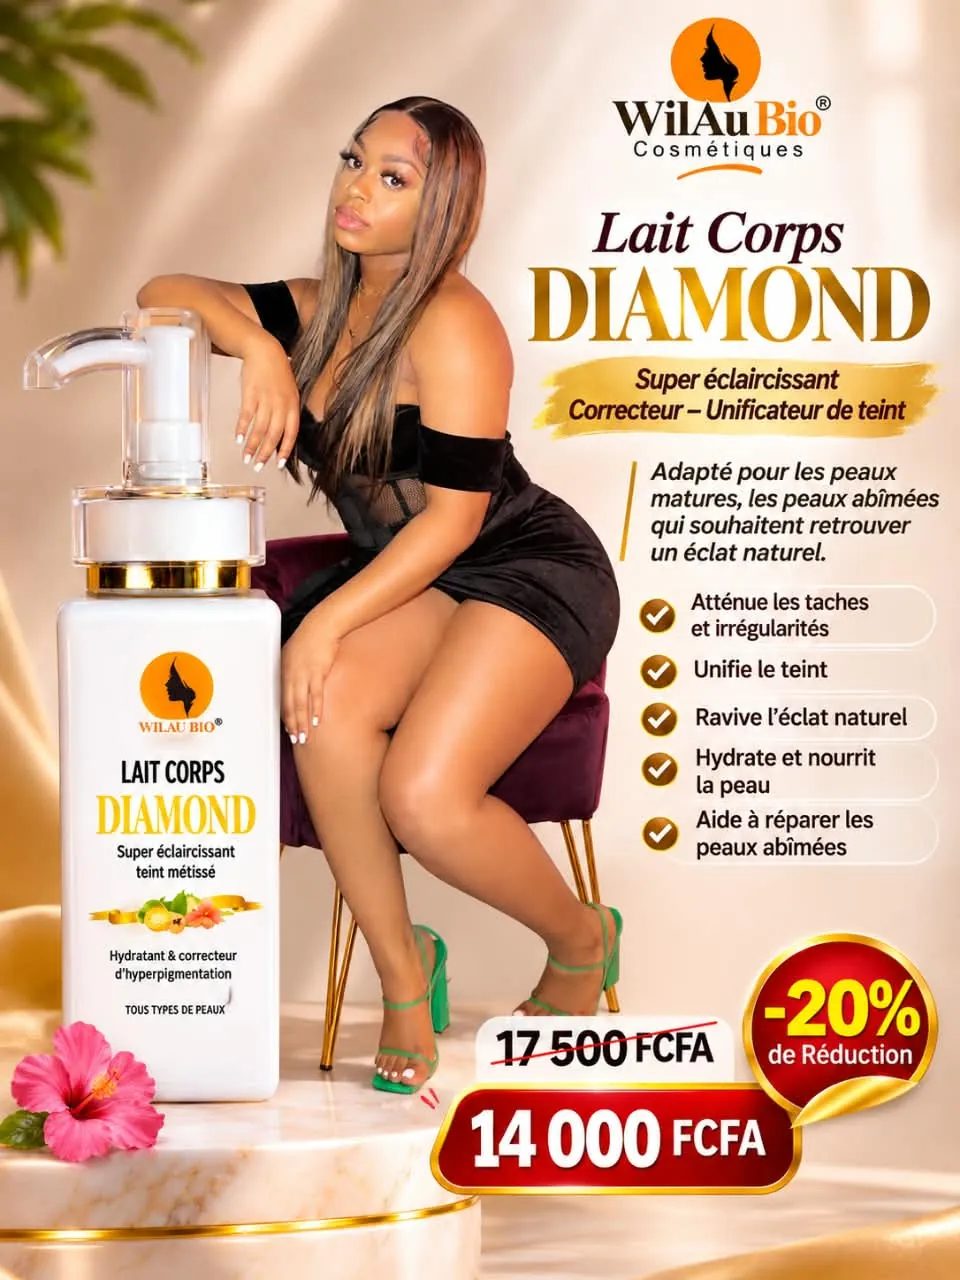 WilAu Bio®
Cosmétiques
Lait Corps
DIAMOND
Super éclaircissant
Correcteur – Unificateur de teint
Adapté pour les peaux
matures, les peaux abîmées
qui souhaitent retrouver
un éclat naturel.
Atténue les taches
et irrégularités
Unifie le teint
Ravive l'éclat naturel
Hydrate et nourrit
la peau
Aide à réparer les
peaux abîmées
WILAU BIO®
LAIT CORPS
DIAMOND
Super éclaircissant
teint métissé
Hydratant & correcteur
d'hyperpigmentation
TOUS TYPES DE PEAUX
-20%
de Réduction
17 500 FCFA
14 000 FCFA